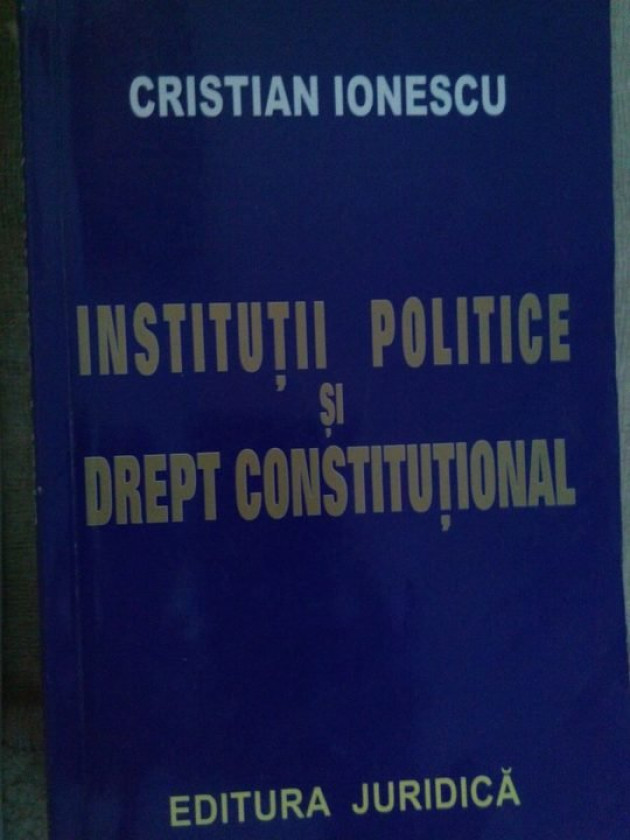 CRISTIAN IONESCU
INSTITUȚII POLITICE
ȘI
DREPT CONSTITUȚIONAL
EDITURA JURIDICĂ